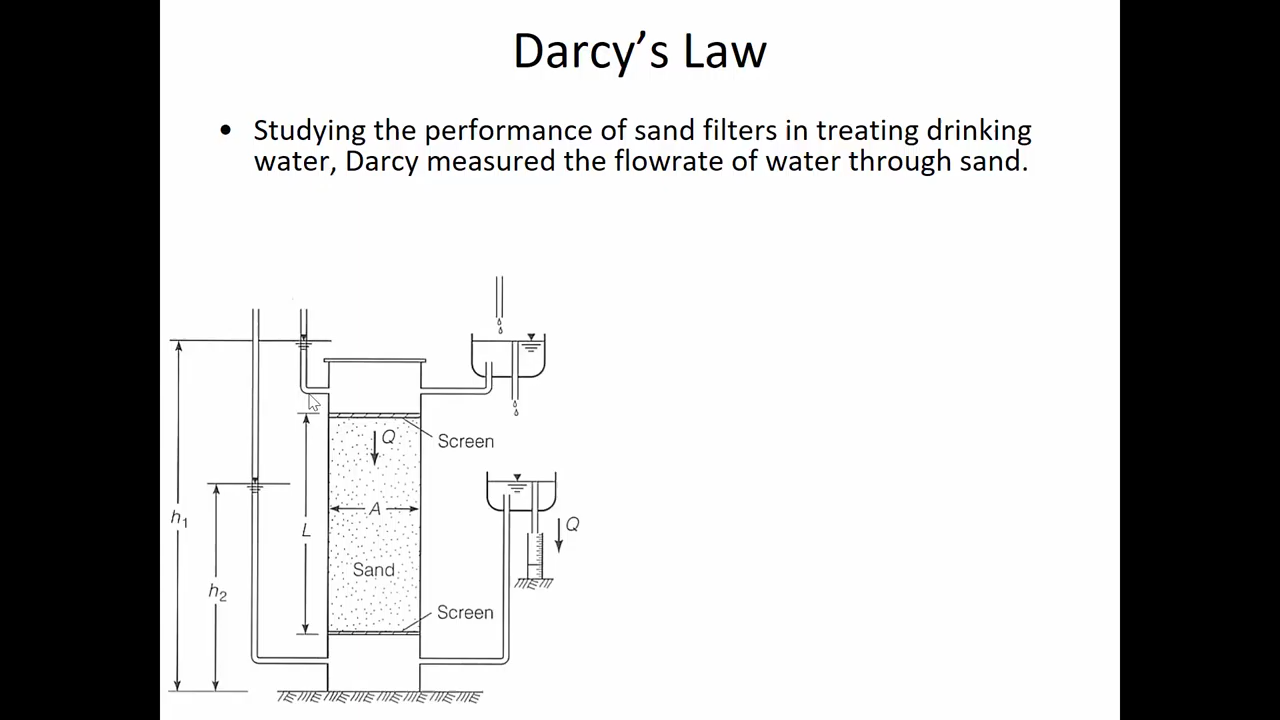 Darcy’s Law
• Studying the performance of sand filters in treating drinking
water, Darcy measured the flowrate of water through sand.
Q
Screen
h1
A
L
Q
Sand
h2
Screen